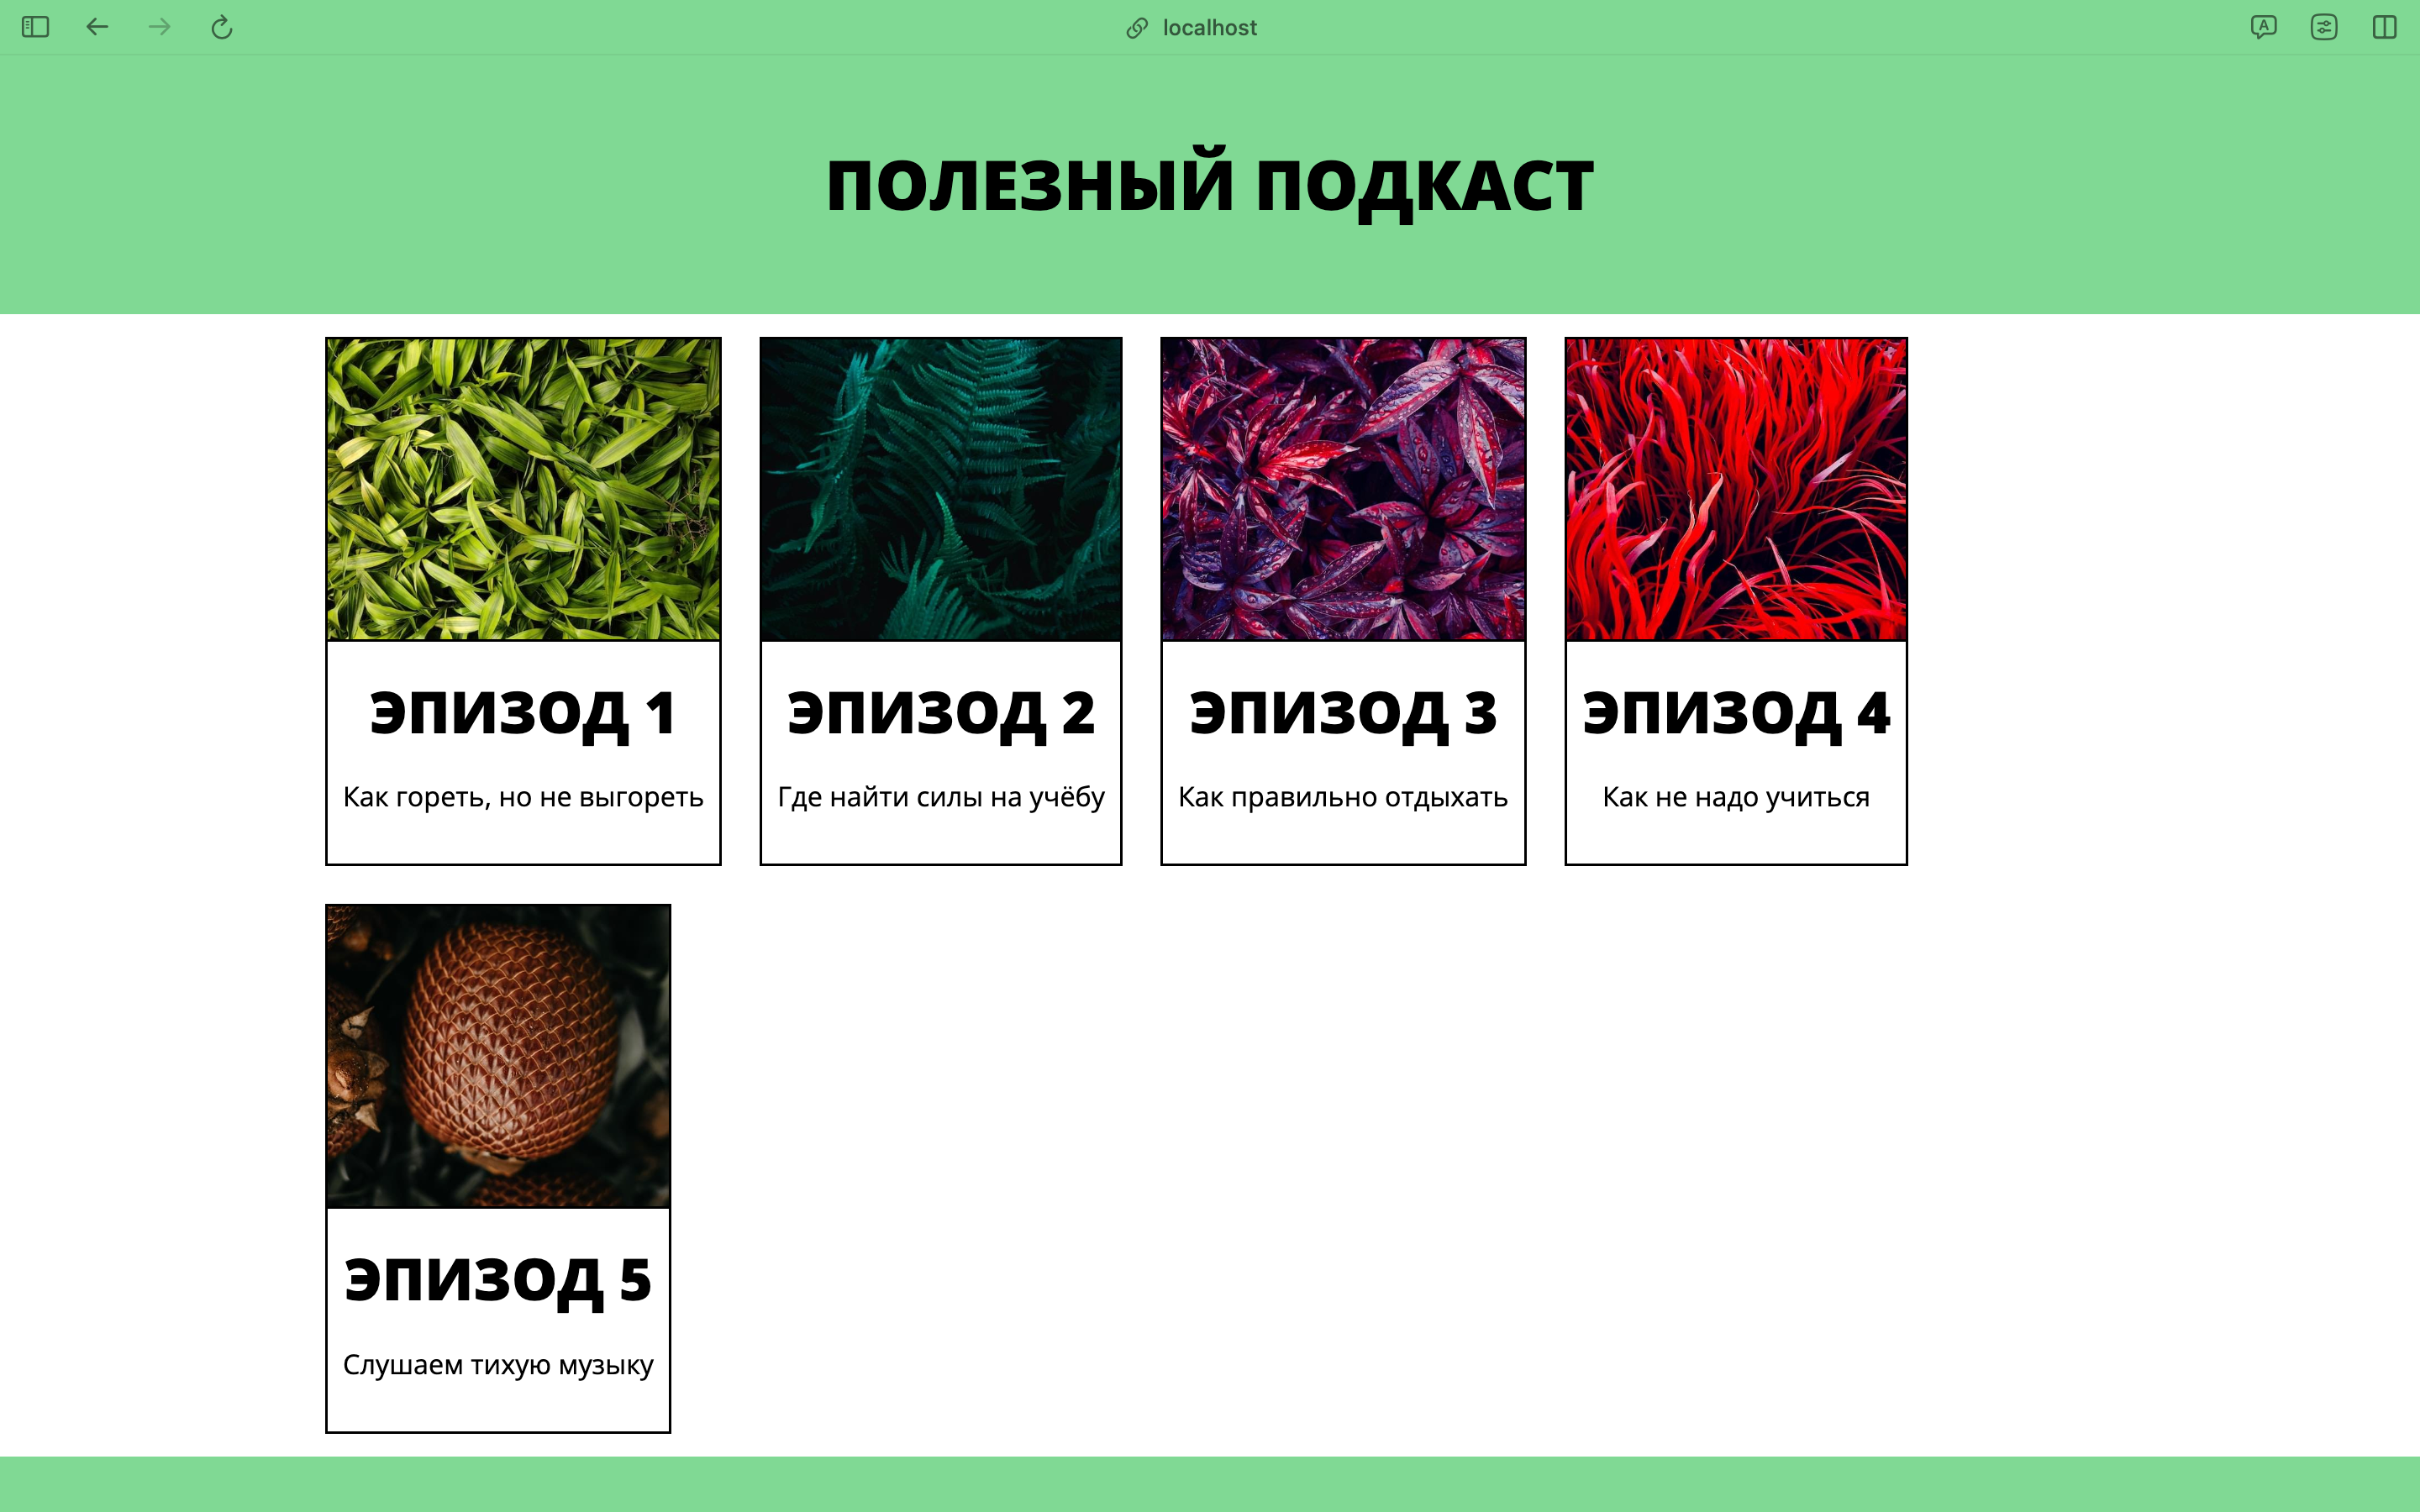 localhost
ПОЛЕЗНЫЙ ПОДКАСТ
ЭПИЗОД 1
Как гореть, но не выгореть
ЭПИЗОД 2
Где найти силы на учёбу
ЭПИЗОД 3
Как правильно отдыхать
ЭПИЗОД 4
Как не надо учиться
ЭПИЗОД 5
Слушаем тихую музыку